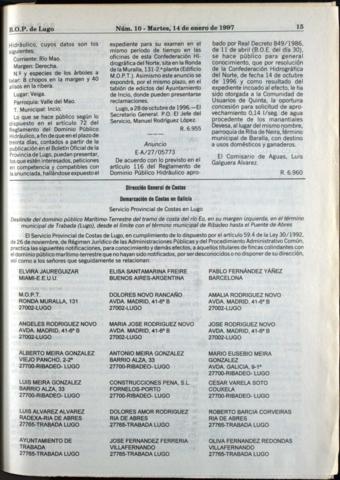 B.O.P. de Lugo
Núm. 10 - Martes, 14 de enero de 1997
15
Hidráulico, cuyos datos son los
siguientes.
Corriente: Río Mao.
Margen: Derecha.
N.º y especies de los árboles a
talar: 8 chopos en la margen y 40
pisos en la ribera.
Lugar: Veiga.
Parroquia: Valle del Mao.
T. Municipal: Incio.
Lo que se hace público según lo
dispuesto en el artículo 72 del
Reglamento del Dominio Público
Hidráulico, a fin de que en el plazo de
treinta días, contados a partir de la
publicación en el Boletín Oficial de la
Provincia de Lugo, puedan presentar,
los que estén interesados, peticiones
en competencia y compatibles con
la anunciada, hallándose expuesto el
expediente para su examen en el
mismo período de tiempo en las
oficinas de esta Confederación Hi-
drográfica del Norte, sita en la Ronda
de la Muralla, 131-2.ª planta (Edificio
M.O.P.T.). Asimismo este anuncio se
expondrá, por el mismo plazo, en el
tablón de edictos del Ayuntamiento
de Incio, donde pueden presentarse
reclamaciones.
Lugo, a 28 de octubre de 1996.—El
Secretario General. P.O. El Jefe del
Servicio, Manuel Rodríguez López
R. 6.955
Anuncio
E-A/27/05773
De acuerdo con lo previsto en el
artículo 116 del Reglamento de
Dominio Público Hidráulico apro-
bado por Real Decreto 849/1986,
de 11 de abril (B.O.E. del día 30),
se hace público para general
conocimiento, que por resolución
de la Confederación Hidrográfica
del Norte, de fecha 14 de octubre
de 1996 y como resultado del
expediente incoado al efecto, le ha
sido otorgada a la Comunidad de
Usuarios de Quinta, la oportuna
concesión para solicitud de apro-
vechamiento 0,14 l/seg. de agua
procedente de los manantiales
Devesa, al lugar del mismo nombre,
parroquia de Riba de Neira, término
municipal de Baralla, con destino
a usos domésticos y ganaderos.
El Comisario de Aguas, Luis
Galguera Alvarez.
R. 6.960
Dirección General de Costas
Demarcación de Costas en Galicia
Servicio Provincial de Costas en Lugo
Deslinde del dominio público Marítimo-Terrestre del tramo de costa del río Eo, en su margen izquierda, en el término
municipal de Trabada (Lugo), desde el límite con el término municipal de Ribadeo hasta el Puente de Abres
El Servicio Provincial de Costas de Lugo, en cumplimiento de lo dispuesto por el artículo 59.4 de la Ley 30/1992,
de 26 de noviembre, de Régimen Jurídico de las Administraciones Públicas y del Procedimiento Administrativo Común,
practica las siguientes notificaciones, para conocimiento y demás efectos, a aquellos titulares de fincas colindantes con
el dominio público marítimo-terrestre que no hayan sido notificados, por ser desconocidos o no disponer de su dirección,
tal como a los señores que seguidamente se relacionan:
ELVIRA JAUREGUIZAR
MIAMI-E.E.U.U.
ELISA SANTAMARINA FREIRE
BUENOS AIRES-ARGENTINA
PABLO FERNÁNDEZ YÁÑEZ
BARCELONA
M.O.P.T.
RONDA MURALLA, 131
27002-LUGO
DOLORES NOVO RANCAÑO
AVDA. MADRID, 41-6º B
27002-LUGO
AMALIA RODRIGUEZ NOVO
AVDA. MADRID, 41-6º B
27002-LUGO
ANGELES RODRIGUEZ NOVO
AVDA. MADRID, 41-6º B
27002-LUGO
MARIA JOSE RODRIGUEZ NOVO
AVDA. MADRID, 41-6º B
27002-LUGO
JOSE RODRIGUEZ NOVO
AVDA. MADRID, 41-6º B
27002-LUGO
ALBERTO MEIRA GONZALEZ
VIEJO PANCHO, 2-2º
27700-RIBADEO- LUGO
ANTONIO MEIRA GONZALEZ
BARRIO ALZA, 33
27700-RIBADEO- LUGO
MARIO EUSEBIO MEIRA
GONZALEZ
AVDA. GALICIA, 9-1º
27700-RIBADEO- LUGO
LUIS MEIRA GONZALEZ
BARRIO ALZA, 33
27700-RIBADEO- LUGO
CONSTRUCCIONES PENA, S.L.
FORNELOS-PORTO
27700-RIBADEO- LUGO
CESAR VARELA SOTO
COUXELA
27700-RIBADEO- LUGO
LUIS ALVAREZ ALVAREZ
RADEXA-RIA DE ABRES
27765-TRABADA LUGO
DOLORES AMOR RODRIGUEZ
RIA DE ABRES
27765-TRABADA LUGO
ROBERTO BARCIA CORVEIRAS
RIA DE ABRES
27765-TRABADA LUGO
AYUNTAMIENTO DE
TRABADA
27765-TRABADA LUGO
JOSE FERNANDEZ FERRERIA
VILLAFORMAN
27765-TRABADA LUGO
OLIVA FERNANDEZ REDONDAS
VILLAFORMAN
27765-TRABADA LUGO